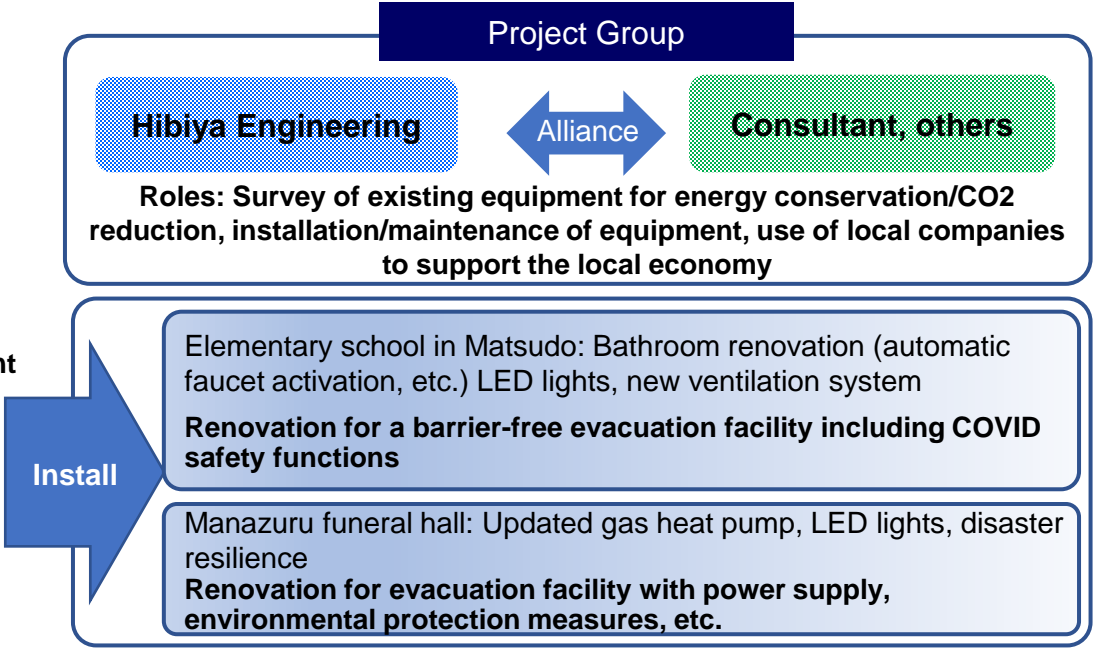 Project Group
Hibiya Engineering
Alliance
Consultant, others
Roles: Survey of existing equipment for energy conservation/CO2
reduction, installation/maintenance of equipment, use of local companies
to support the local economy
Install
Elementary school in Matsudo: Bathroom renovation (automatic
faucet activation, etc.) LED lights, new ventilation system
Renovation for a barrier-free evacuation facility including COVID
safety functions
Manazuru funeral hall: Updated gas heat pump, LED lights, disaster
resilience
Renovation for evacuation facility with power supply,
environmental protection measures, etc.